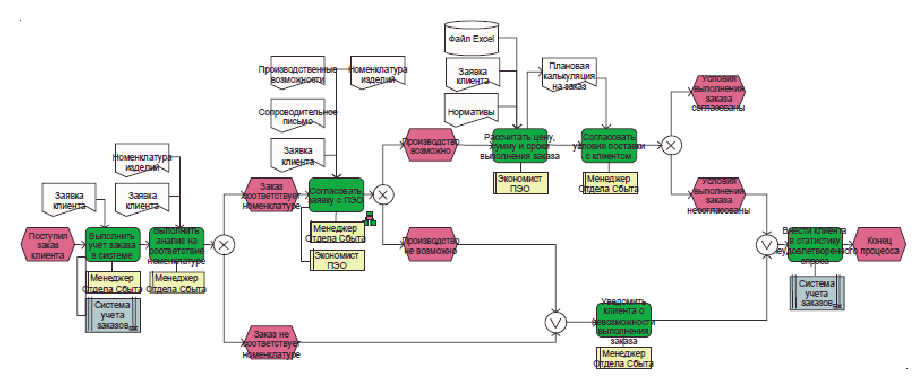 Поступил
заказ
клиента
Заявка
клиента
Выполнить
учет заказа
в системе
Менеджер
Отдела Сбыта
Система
учета
заказов
Номенклатура
изделий
Заявка
клиента
Выполнить
анализ на
соответствие
номенклатуре
Менеджер
Отдела Сбыта
Заказ
соответствует
номенклатуре
Заказ не
соответствует
номенклатуре
Производственные
возможности
Номенклатура
изделий
Сопроводительное
письмо
Заявка
клиента
Согласовать
заявку с ПЭО
Менеджер
Отдела Сбыта
Экономист
ПЭО
Производство
возможно
Производство
не возможно
Файл Excel
Заявка
клиента
Нормативы
Рассчитать цену,
сумму и сроки
выполнения заказа
Экономист
ПЭО
Плановая
калькуляция
на заказ
Согласовать
условия поставки
с клиентом
Менеджер
Отдела Сбыта
Условия
выполнения
заказа
согласованы
Условия
выполнения
заказа
несогласованы
Уведомить
клиента о
невозможности
выполнения
заказа
Менеджер
Отдела Сбыта
Внести клиента
в статистику
неудовлетворенного
спроса
Система
учета
заказов
Конец
процесса